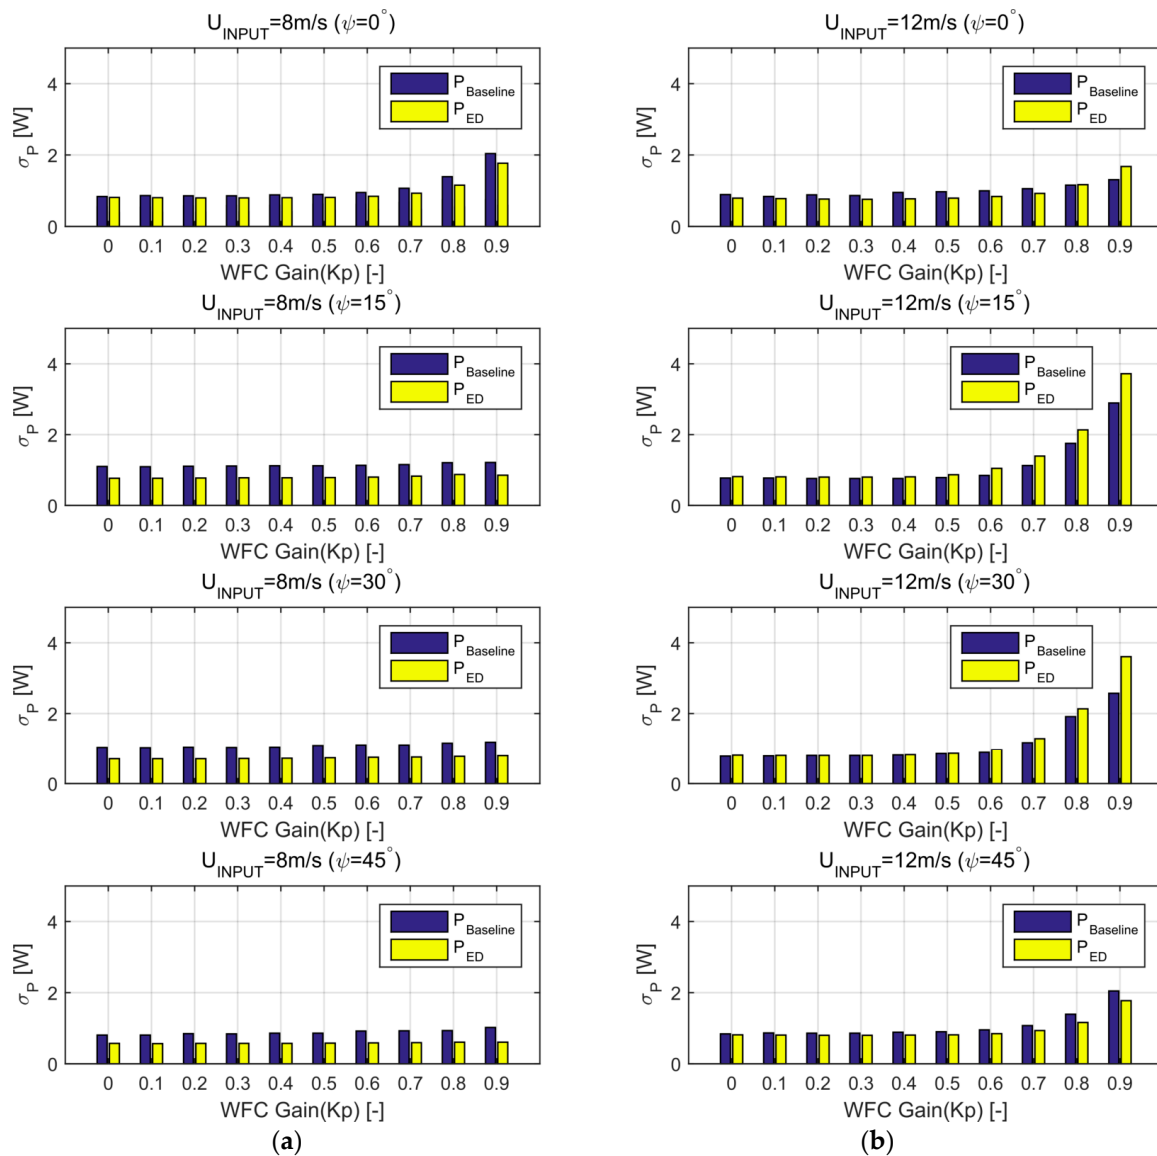 U_INPUT=8m/s (ψ=0°)
4
2
0
σ_P [W]
P_Baseline
P_ED
0 0.1 0.2 0.3 0.4 0.5 0.6 0.7 0.8 0.9
WFC Gain(Kp) [-]
U_INPUT=8m/s (ψ=15°)
4
2
0
σ_P [W]
P_Baseline
P_ED
0 0.1 0.2 0.3 0.4 0.5 0.6 0.7 0.8 0.9
WFC Gain(Kp) [-]
U_INPUT=8m/s (ψ=30°)
4
2
0
σ_P [W]
P_Baseline
P_ED
0 0.1 0.2 0.3 0.4 0.5 0.6 0.7 0.8 0.9
WFC Gain(Kp) [-]
U_INPUT=8m/s (ψ=45°)
4
2
0
σ_P [W]
P_Baseline
P_ED
0 0.1 0.2 0.3 0.4 0.5 0.6 0.7 0.8 0.9
WFC Gain(Kp) [-]
(a)
U_INPUT=12m/s (ψ=0°)
4
2
0
σ_P [W]
P_Baseline
P_ED
0 0.1 0.2 0.3 0.4 0.5 0.6 0.7 0.8 0.9
WFC Gain(Kp) [-]
U_INPUT=12m/s (ψ=15°)
4
2
0
σ_P [W]
P_Baseline
P_ED
0 0.1 0.2 0.3 0.4 0.5 0.6 0.7 0.8 0.9
WFC Gain(Kp) [-]
U_INPUT=12m/s (ψ=30°)
4
2
0
σ_P [W]
P_Baseline
P_ED
0 0.1 0.2 0.3 0.4 0.5 0.6 0.7 0.8 0.9
WFC Gain(Kp) [-]
U_INPUT=12m/s (ψ=45°)
4
2
0
σ_P [W]
P_Baseline
P_ED
0 0.1 0.2 0.3 0.4 0.5 0.6 0.7 0.8 0.9
WFC Gain(Kp) [-]
(b)